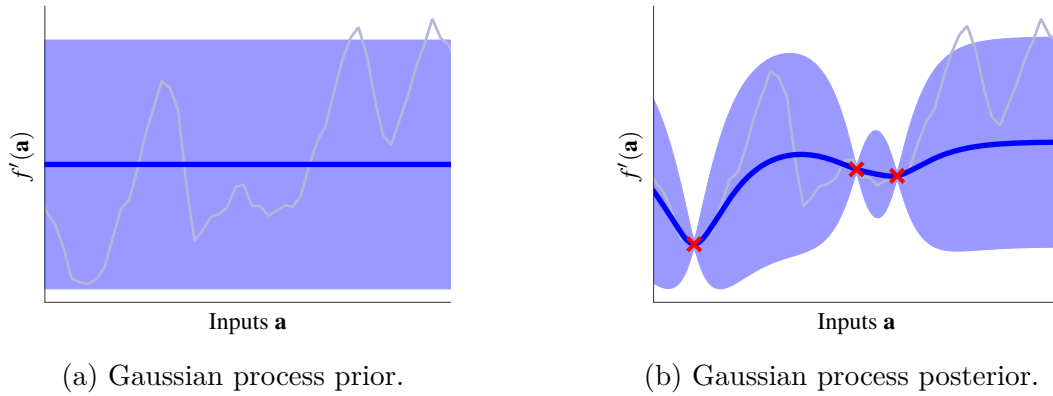 f′(a)
Inputs a
(a) Gaussian process prior.
f′(a)
Inputs a
(b) Gaussian process posterior.